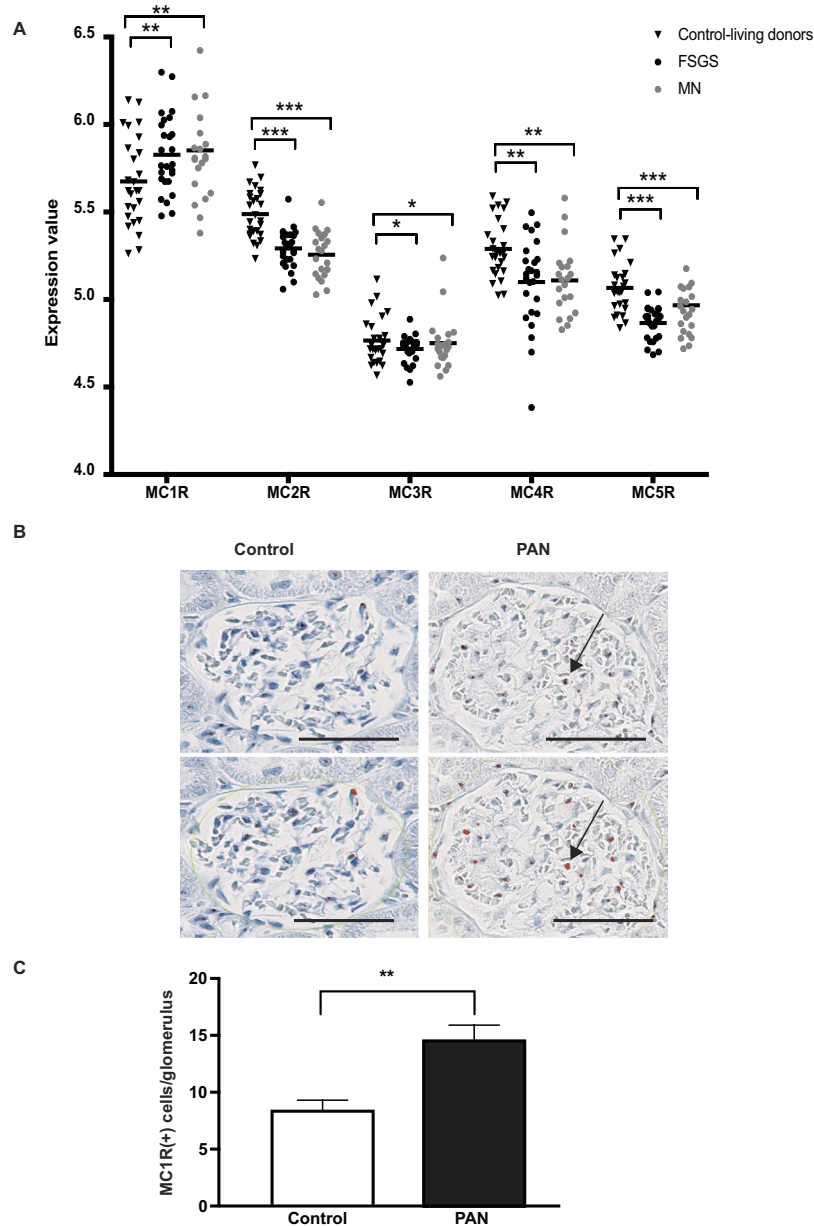 A
** 
**
***
***
*
*
**
**
***
***
Control-living donors
FSGS
MN
Expression value
6.5
6.0
5.5
5.0
4.5
4.0
MC1R MC2R MC3R MC4R MC5R
B
Control PAN
C
MC1R(+) cells/glomerulus
20
15
10
5
0
**
Control PAN